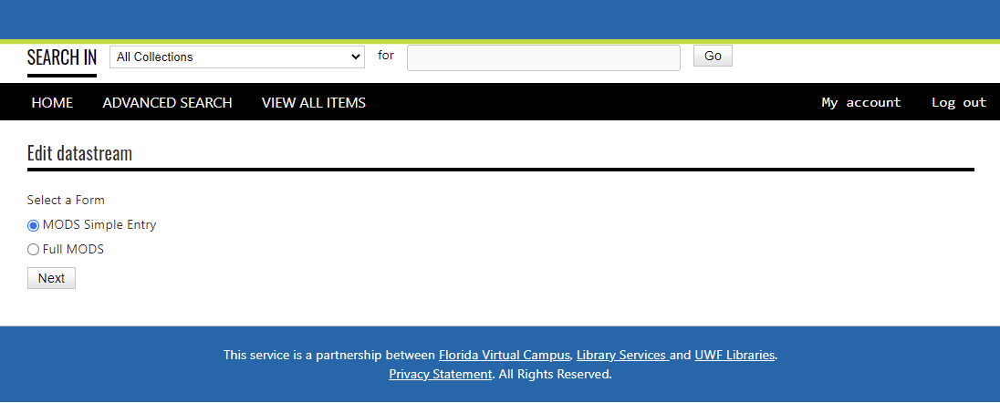 SEARCH IN All Collections for Go
HOME ADVANCED SEARCH VIEW ALL ITEMS My account Log out
Edit datastream
Select a Form
MODS Simple Entry
Full MODS
Next
This service is a partnership between Florida Virtual Campus, Library Services and UWF Libraries.
Privacy Statement. All Rights Reserved.